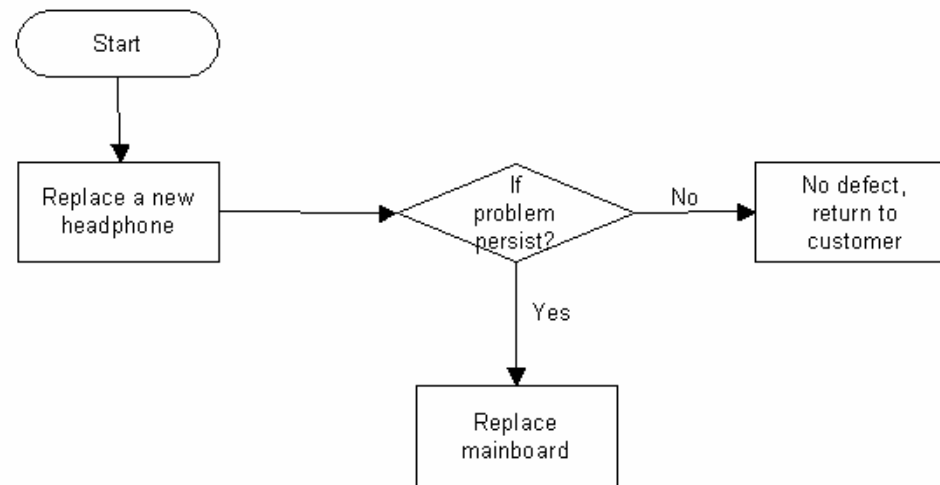 Start
Replace a new
headphone
If
problem
persist?
No
No defect,
return to
customer
Yes
Replace
mainboard